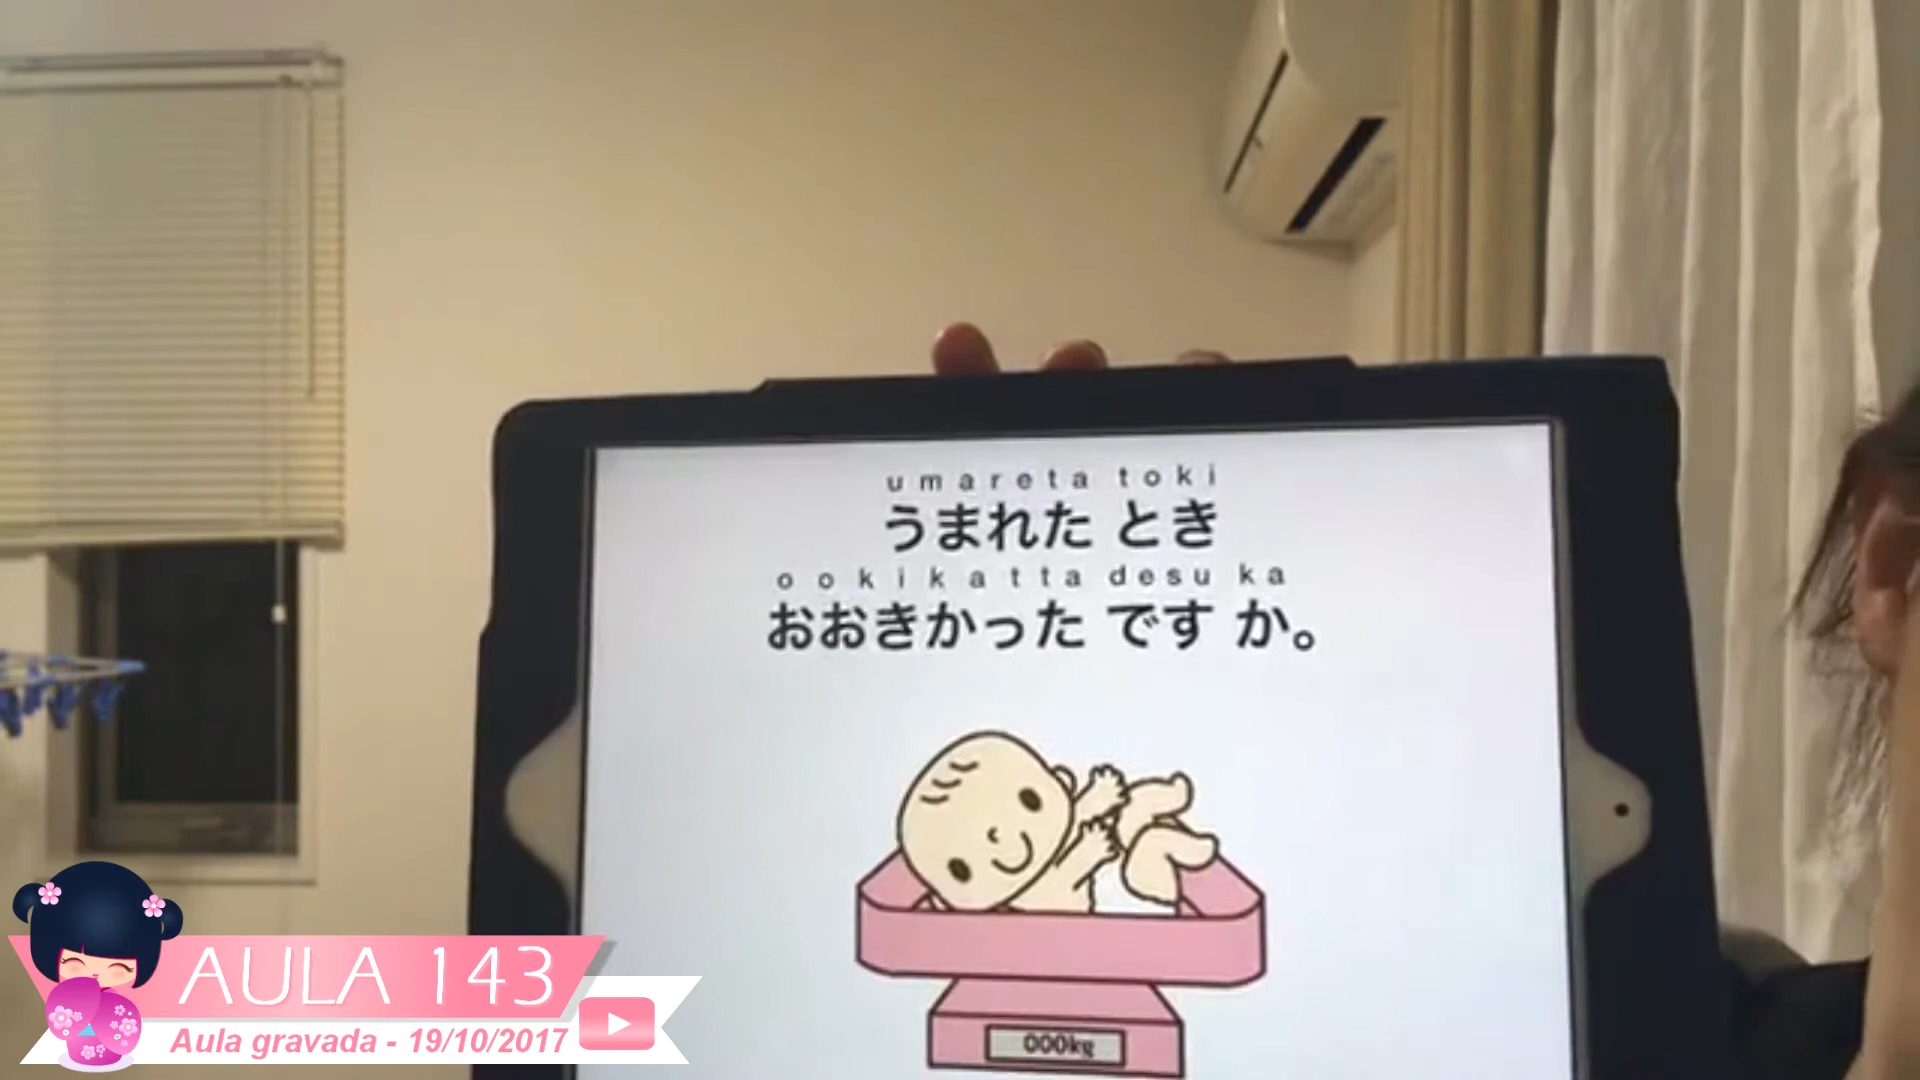 umareta toki
うまれた とき
ookikatta desu ka
おおきかった です か。
000kg
AULA 143
Aula gravada - 19/10/2017